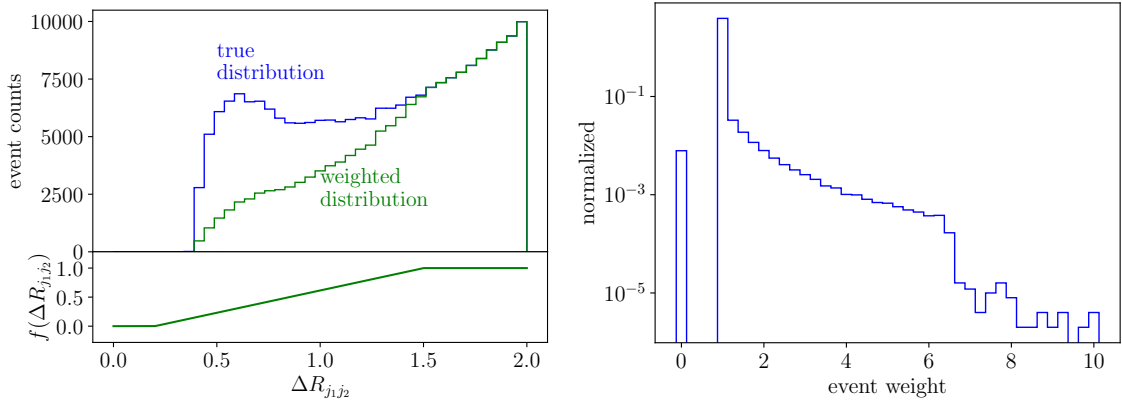 10000
7500
5000
2500
0
event counts
true
distribution
weighted
distribution
1.0
0.5
0.0
f(ΔR_{j_1j_2})
0.0
0.5
1.0
1.5
2.0
ΔR_{j_1j_2}
10^{-1}
10^{-3}
10^{-5}
normalized
0
2
4
6
8
10
event weight